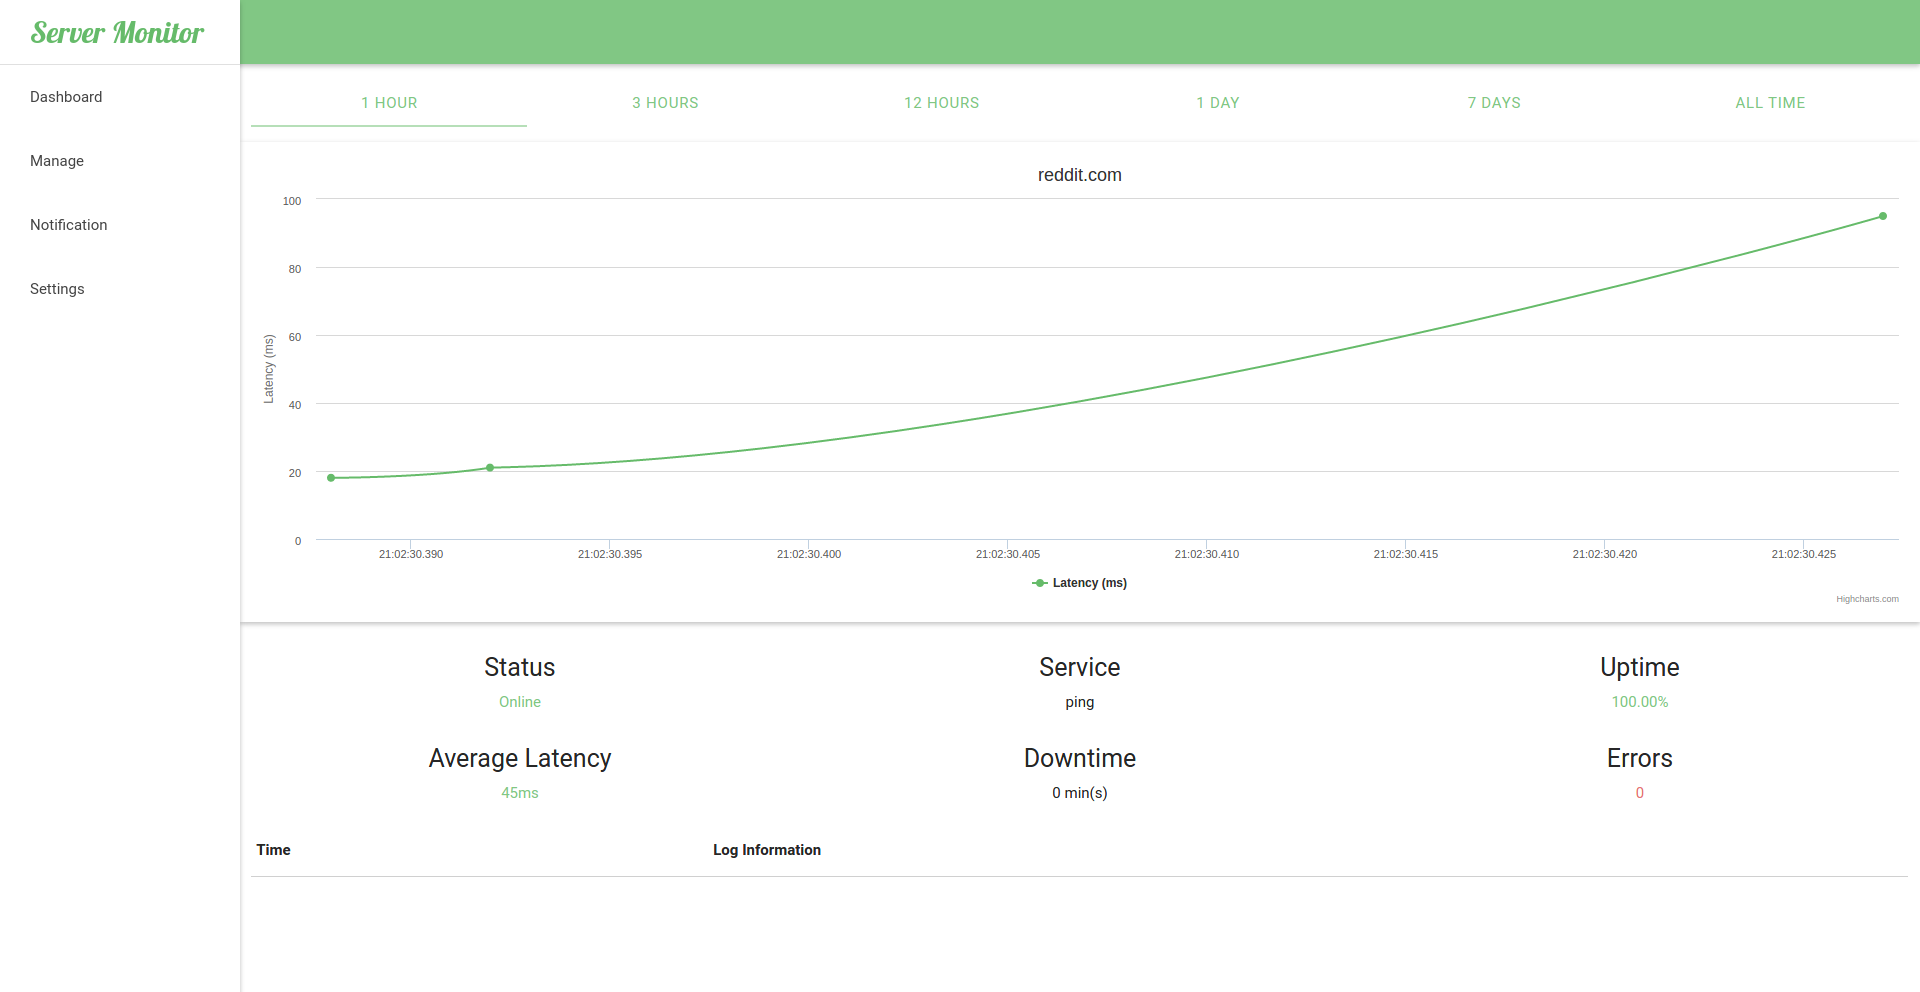 Server Monitor
Dashboard
Manage
Notification
Settings
1 HOUR 3 HOURS 12 HOURS 1 DAY 7 DAYS ALL TIME
reddit.com
Latency (ms)
100
80
60
40
20
0
21:02:30.390 21:02:30.395 21:02:30.400 21:02:30.405 21:02:30.410 21:02:30.415 21:02:30.420 21:02:30.425
Latency (ms)
Highcharts.com
Status Service Uptime
Online ping 100.00%
Average Latency Downtime Errors
45ms 0 min(s) 0
Time Log Information